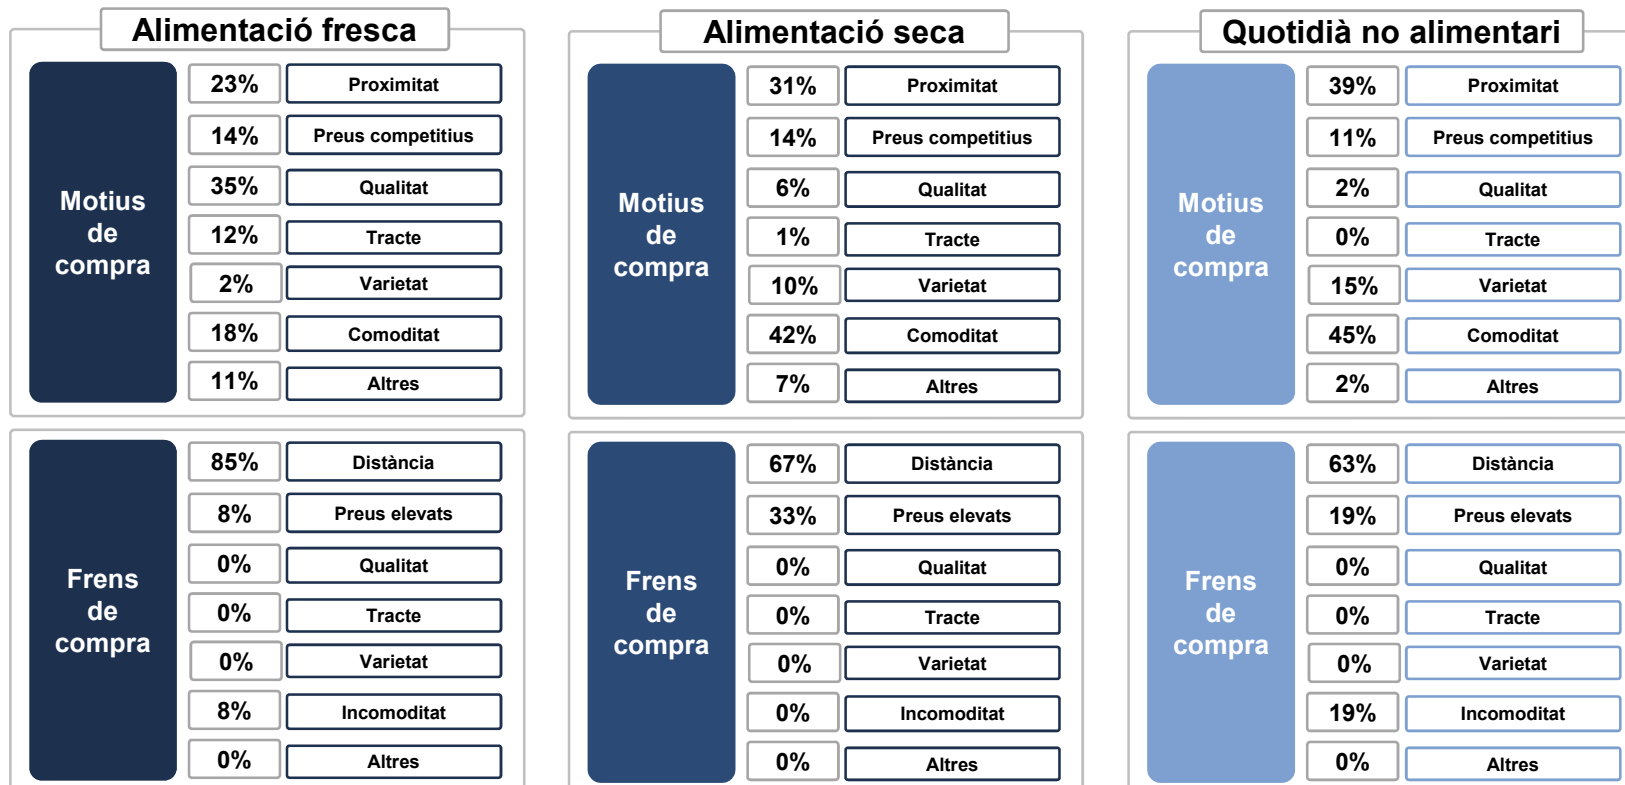 Alimentació fresca
Motius
de
compra
23% Proximitat
14% Preus competitius
35% Qualitat
12% Tracte
2% Varietat
18% Comoditat
11% Altres
Frens
de
compra
85% Distància
8% Preus elevats
0% Qualitat
0% Tracte
0% Varietat
8% Incomoditat
0% Altres
Alimentació seca
Motius
de
compra
31% Proximitat
14% Preus competitius
6% Qualitat
1% Tracte
10% Varietat
42% Comoditat
7% Altres
Frens
de
compra
67% Distància
33% Preus elevats
0% Qualitat
0% Tracte
0% Varietat
0% Incomoditat
0% Altres
Quotidià no alimentari
Motius
de
compra
39% Proximitat
11% Preus competitius
2% Qualitat
0% Tracte
15% Varietat
45% Comoditat
2% Altres
Frens
de
compra
63% Distància
19% Preus elevats
0% Qualitat
0% Tracte
0% Varietat
19% Incomoditat
0% Altres